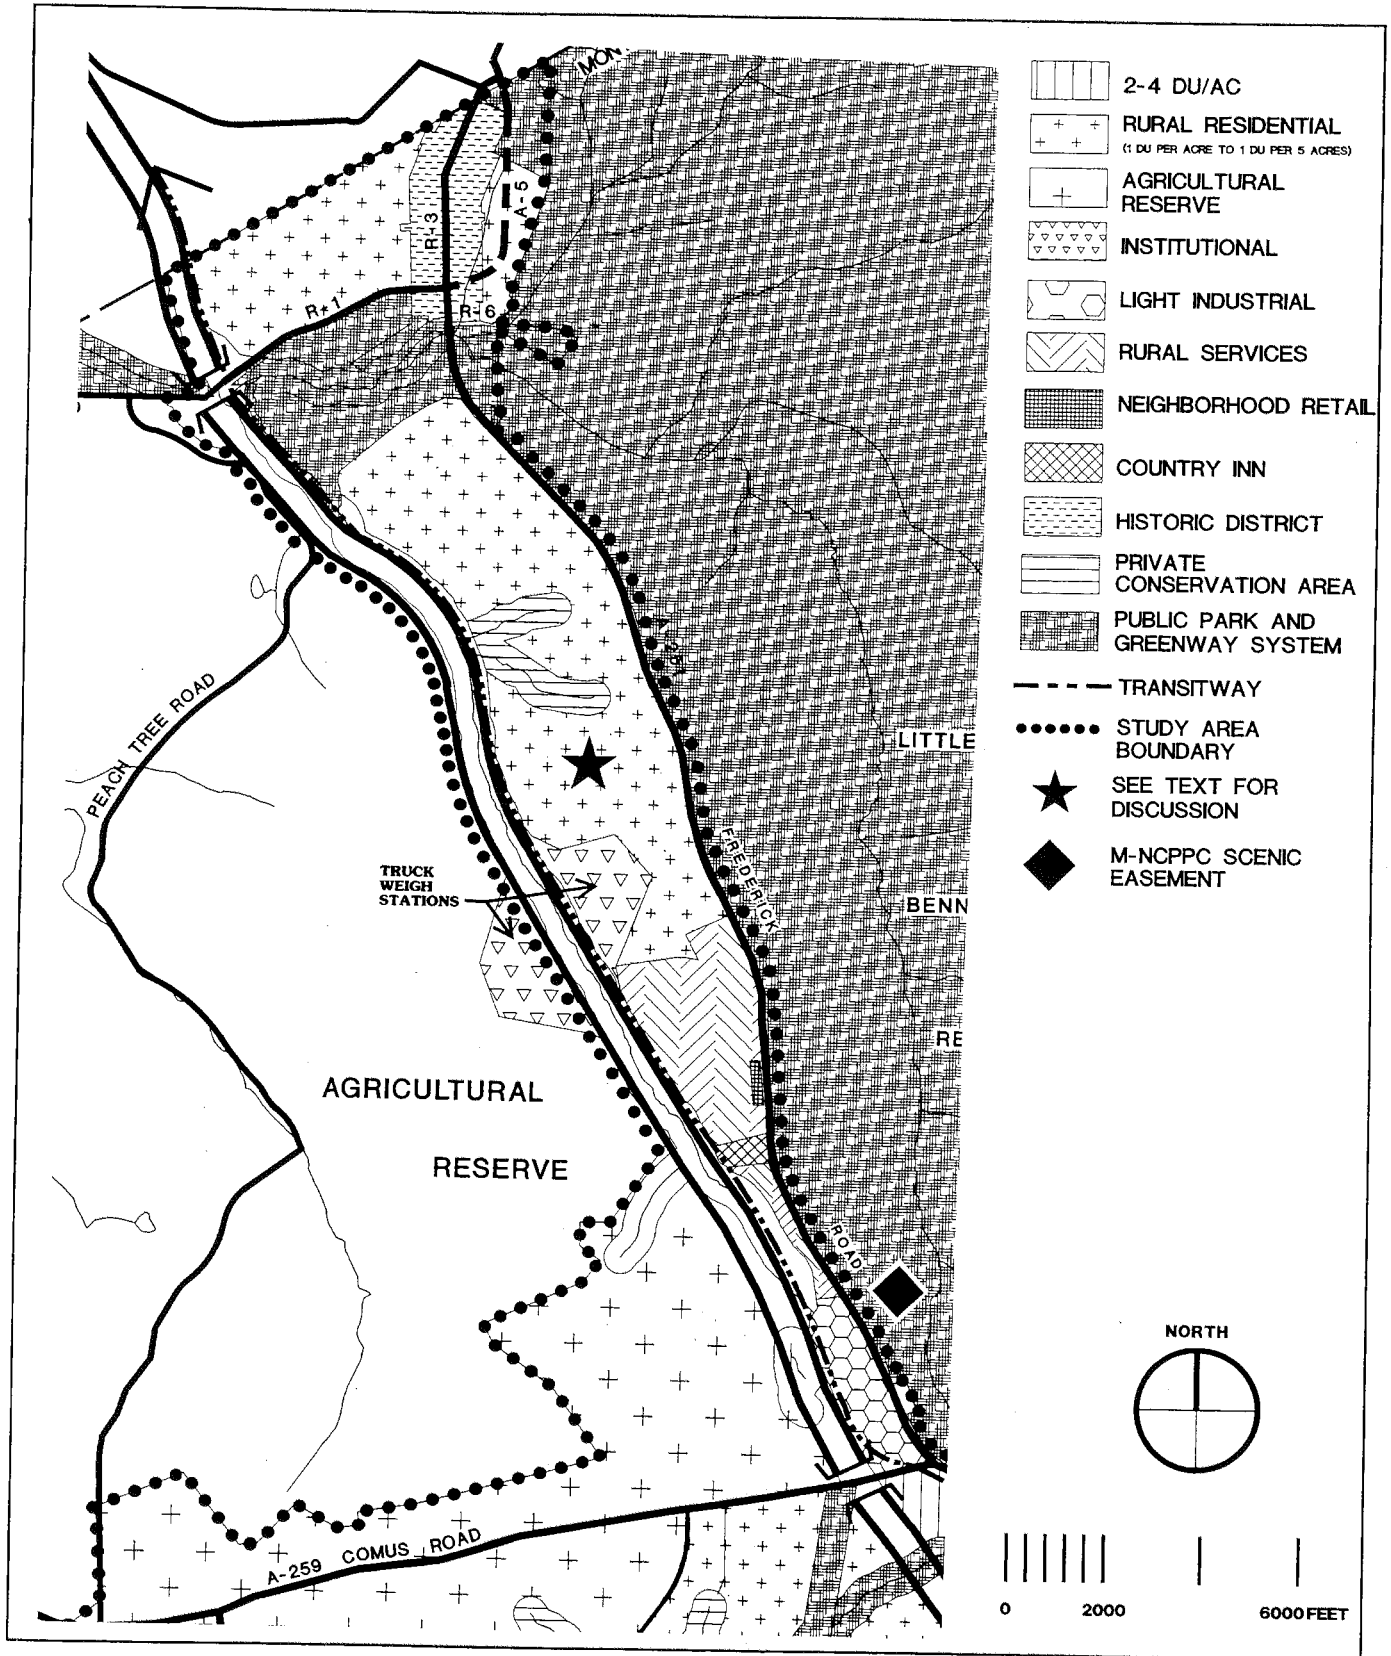 MON
2-4 DU/AC
RURAL RESIDENTIAL
(1 DU PER ACRE TO 1 DU PER 5 ACRES)
AGRICULTURAL
RESERVE
INSTITUTIONAL
LIGHT INDUSTRIAL
RURAL SERVICES
NEIGHBORHOOD RETAIL
COUNTRY INN
HISTORIC DISTRICT
PRIVATE
CONSERVATION AREA
PUBLIC PARK AND
GREENWAY SYSTEM
TRANSITWAY
STUDY AREA
BOUNDARY
SEE TEXT FOR
DISCUSSION
M-NCPPC SCENIC
EASEMENT
R-3
A-5
R-1
R-6
PEACH TREE ROAD
LITTLE
BENN
RE
FREDERICK
ROAD
TRUCK
WEIGH
STATIONS
AGRICULTURAL
RESERVE
A-259 COMUS ROAD
NORTH
0 2000 6000 FEET